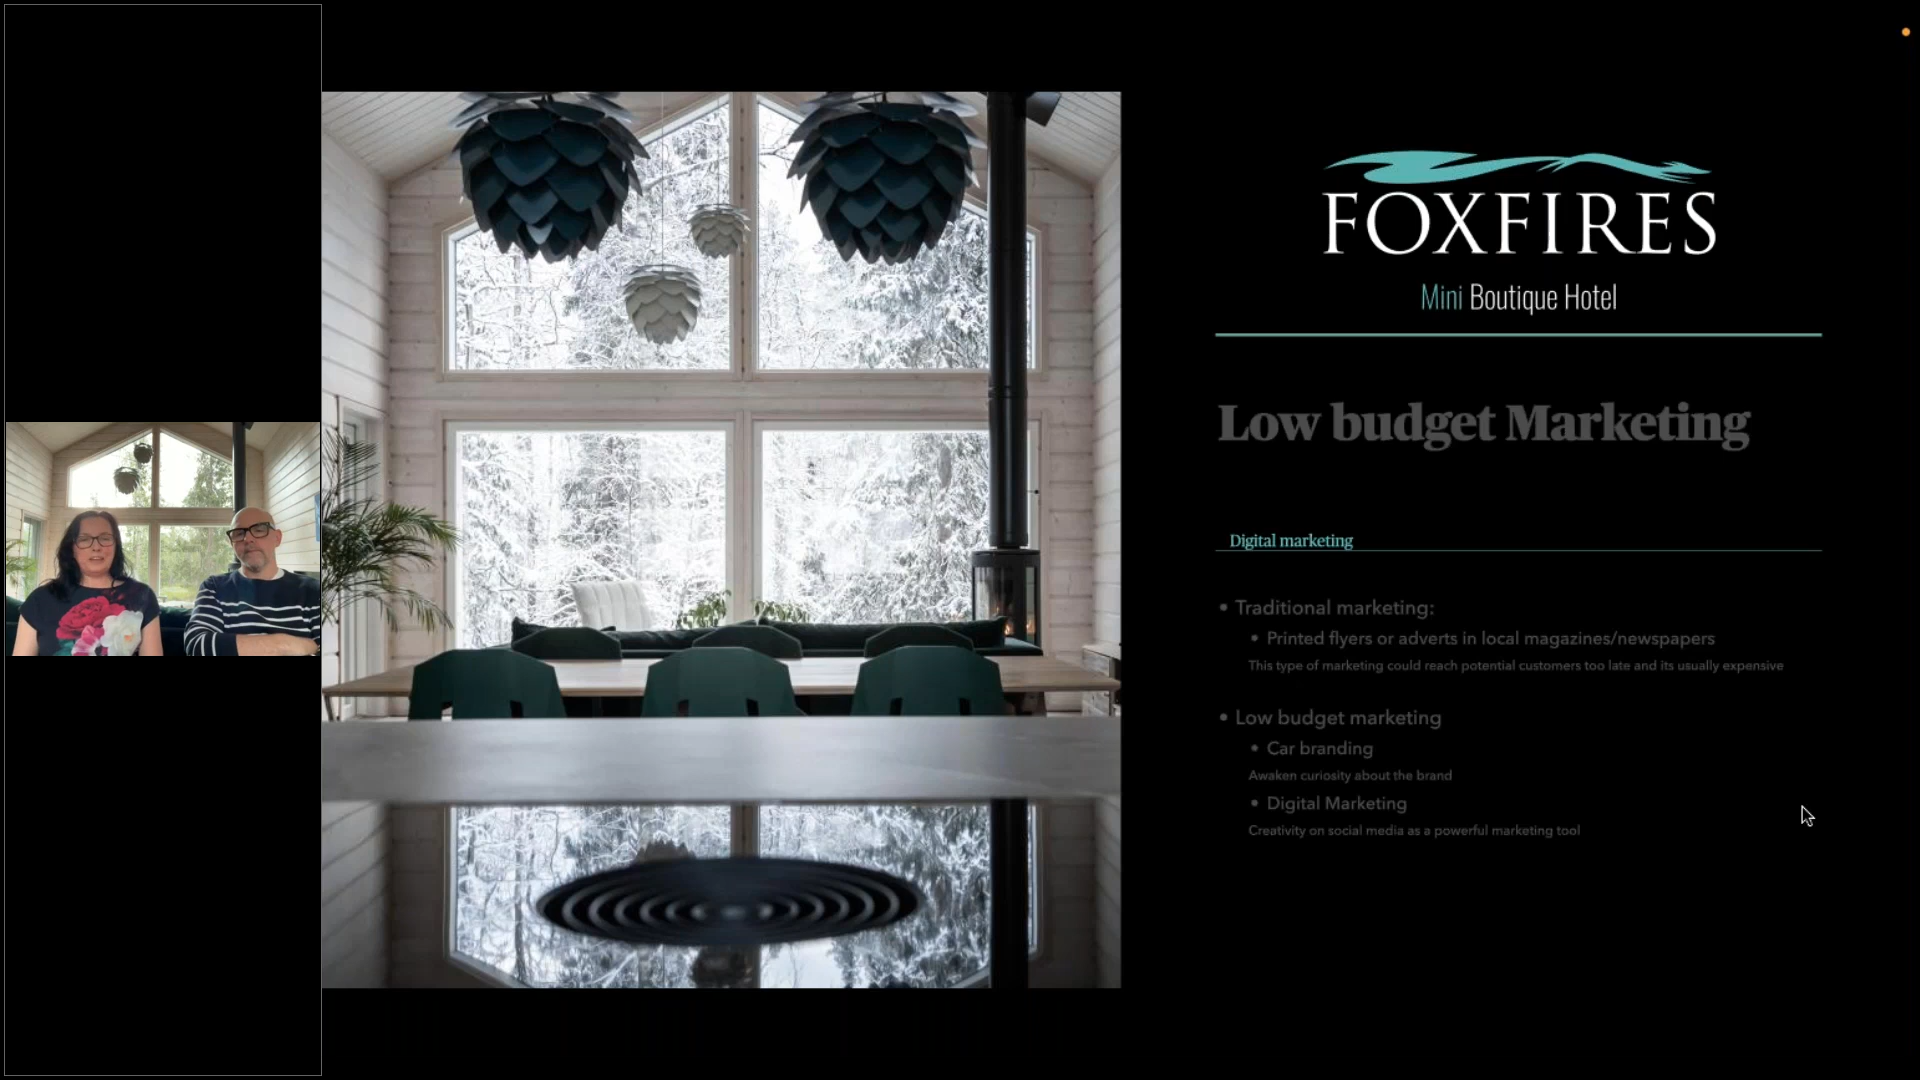 FOXFIRES
Mini Boutique Hotel
Low budget Marketing
Digital marketing
• Traditional marketing:
• Printed flyers or adverts in local magazines/newspapers
This type of marketing could reach potential customers too late and its usually expensive
• Low budget marketing
• Car branding
Awaken curiosity about the brand
• Digital Marketing
Creativity on social media as a powerful marketing tool